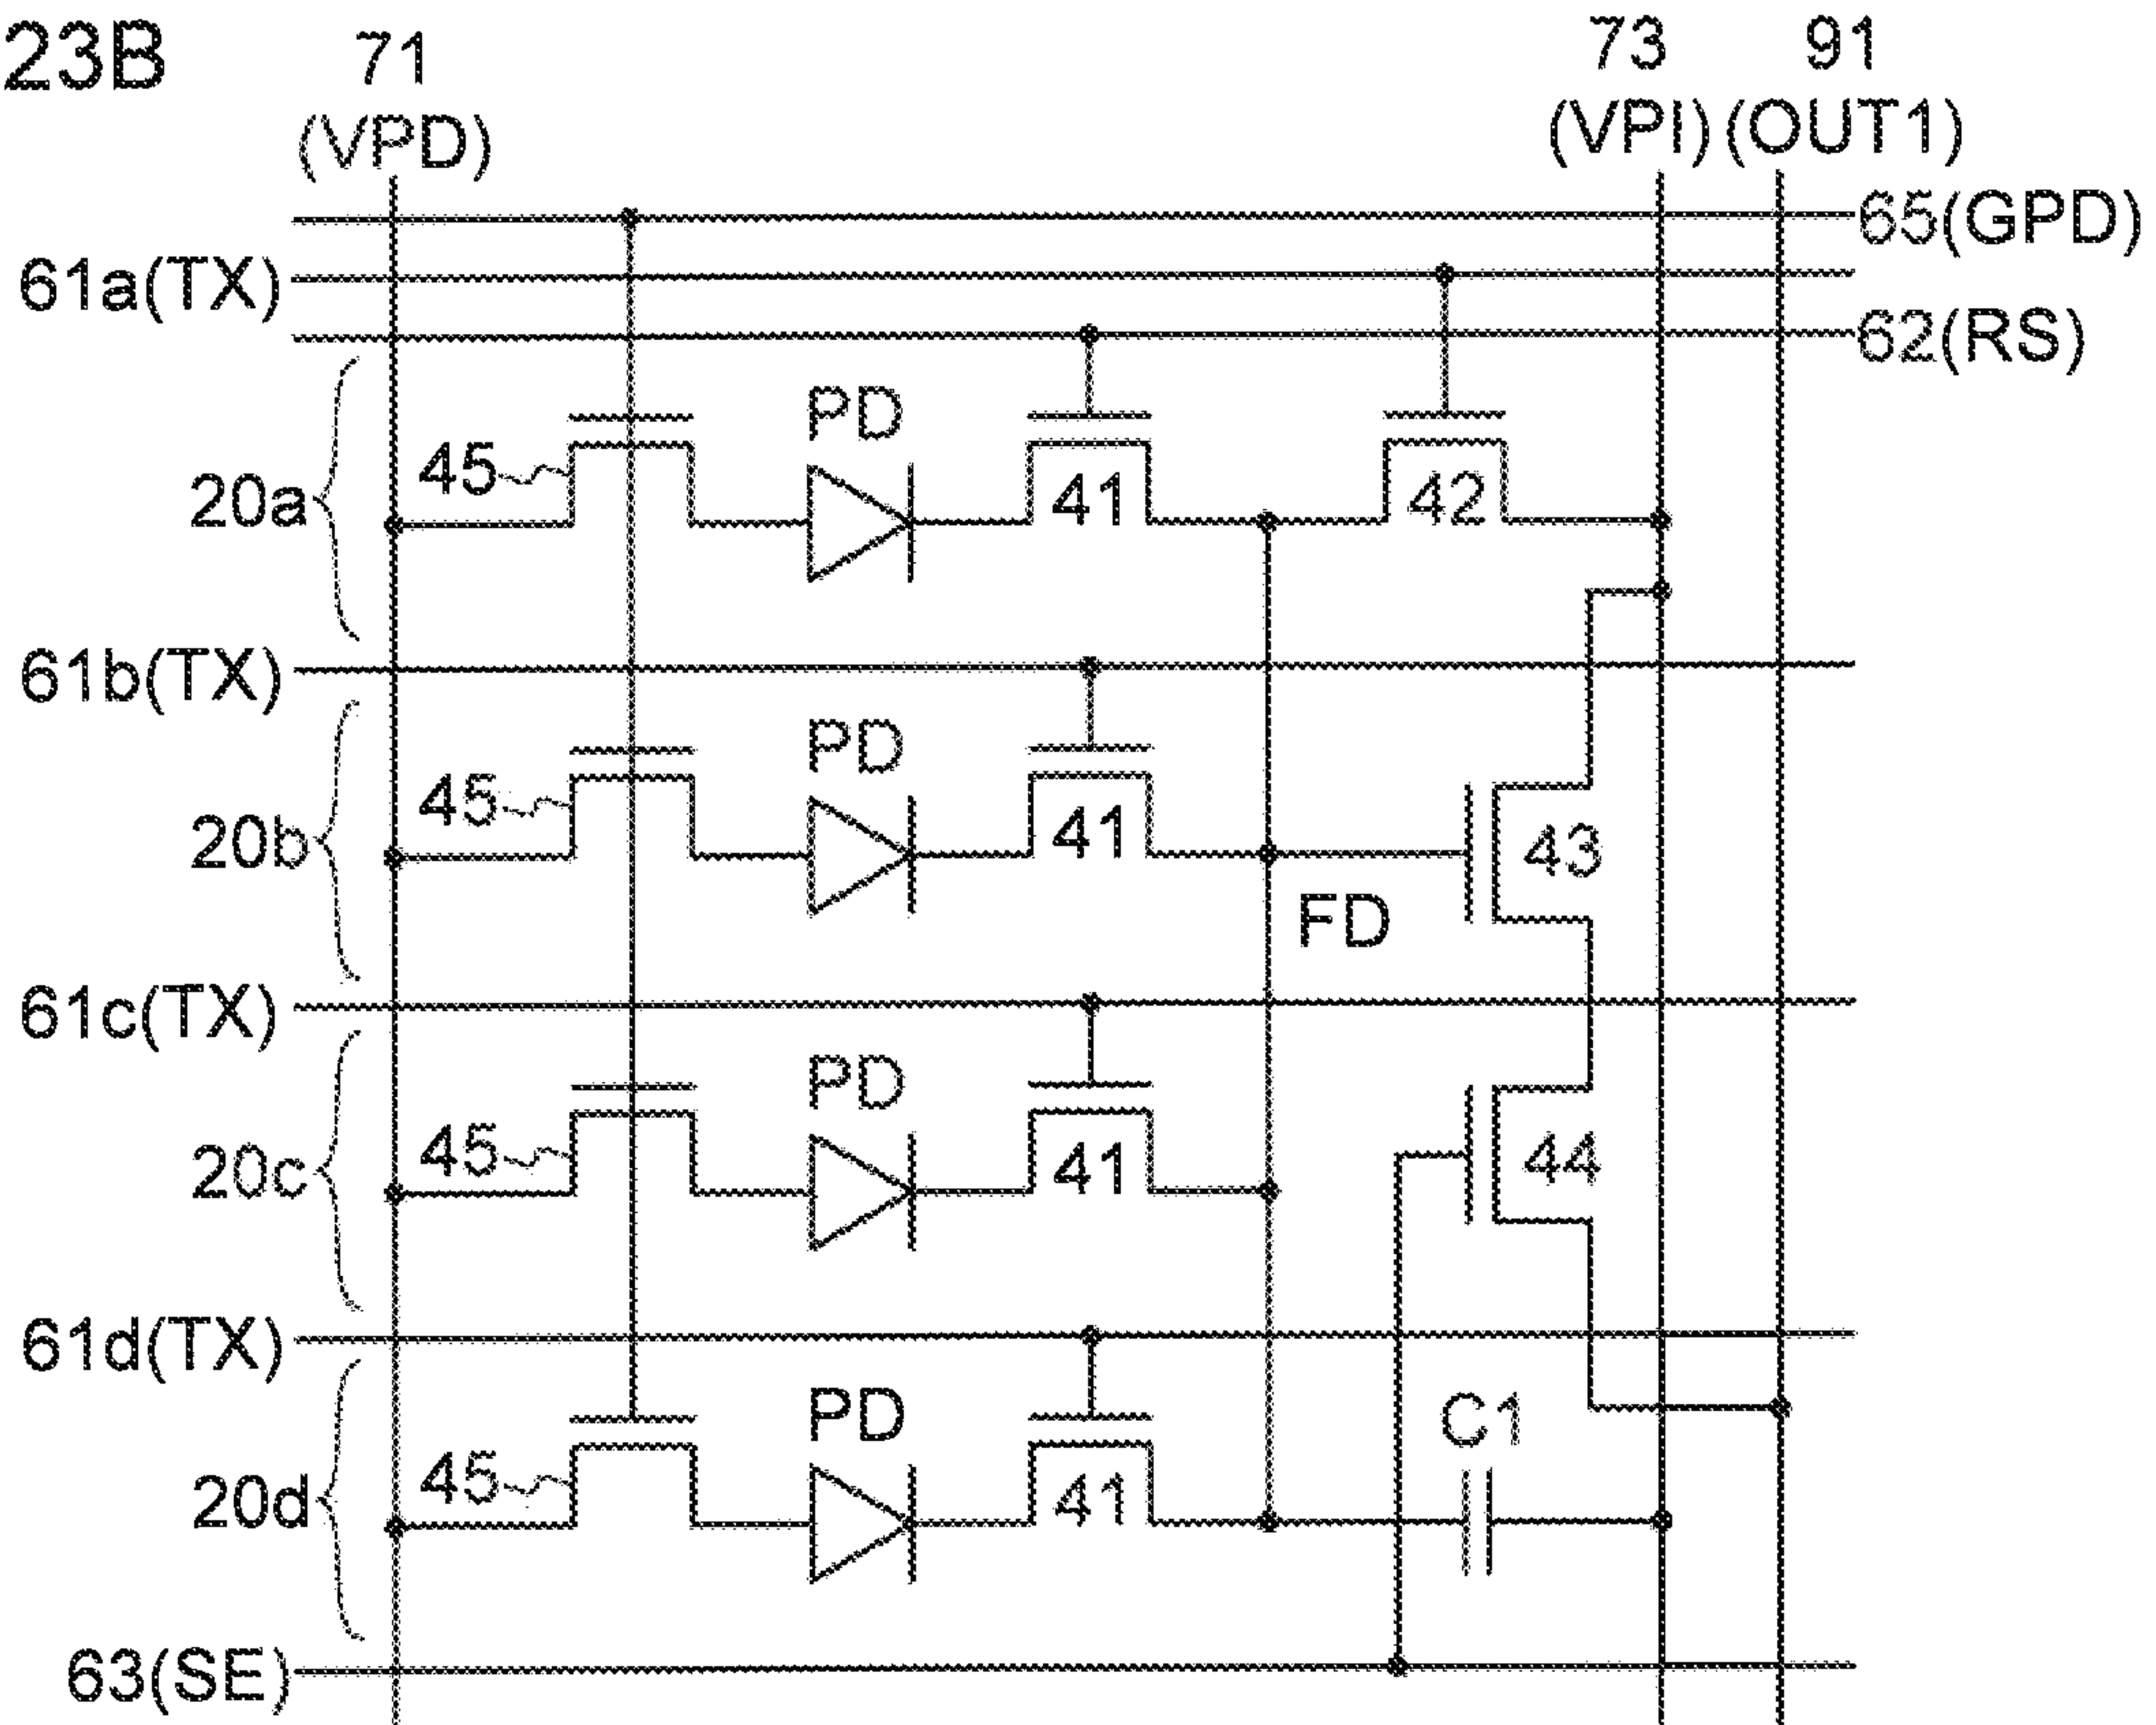 23B
71
73
91
(VPD)
(VPI)
(OUT1)
65(GPD)
61a(TX)
62(RS)
PD
45
41
42
20a
61b(TX)
PD
45
41
43
20b
FD
61c(TX)
PD
45
41
44
20c
61d(TX)
PD
C1
45
41
20d
63(SE)